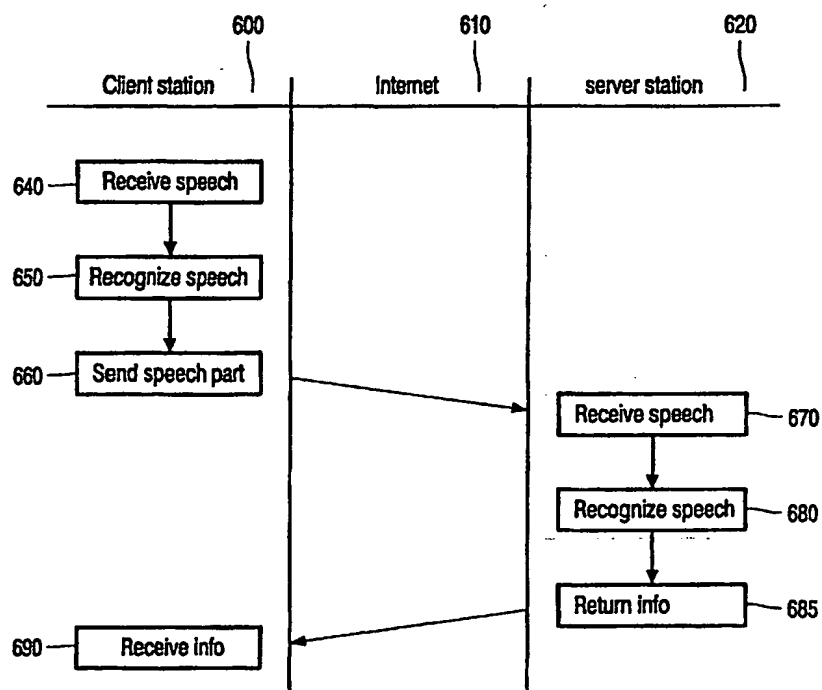 600 610 620
Client station Internet server station
640 Receive speech
650 Recognize speech
660 Send speech part
Receive speech 670
Recognize speech 680
Return info 685
690 Receive info